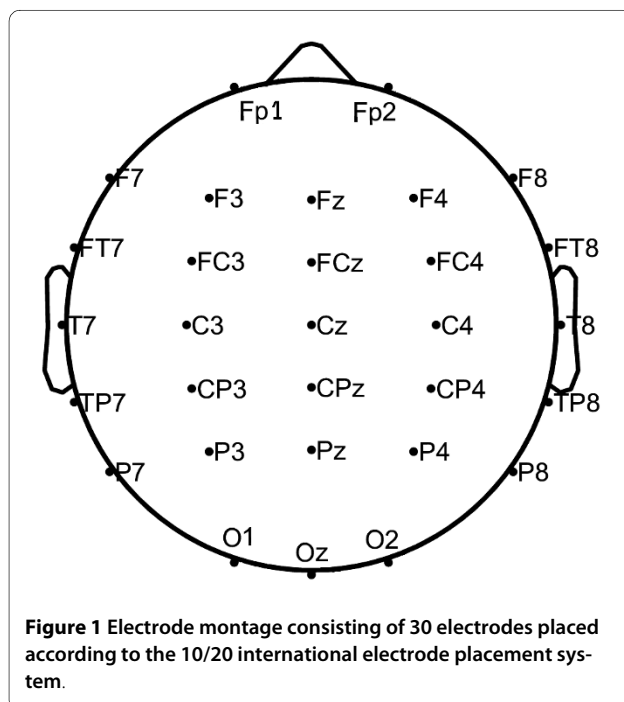 Fp1 Fp2
F7 F8
F3 Fz F4
FT7 FT8
FC3 FCz FC4
T7 C3 Cz C4 T8
CP3 CPz CP4
TP7 TP8
P3 Pz P4
P7 P8
O1 Oz O2
Figure 1 Electrode montage consisting of 30 electrodes placed
according to the 10/20 international electrode placement sys-
tem.